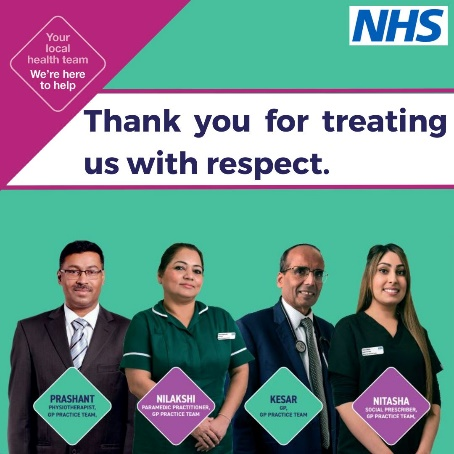 Your
local
health team
We're here
to help
NHS
Thank you for treating
us with respect.
PRASHANT
PHYSIOTHERAPIST,
GP PRACTICE TEAM.
NILAKSHI
PARAMEDIC PRACTITIONER,
GP PRACTICE TEAM.
KESAR
GP,
GP PRACTICE TEAM
NITASHA
SOCIAL PRESCRIBER,
GP PRACTICE TEAM.